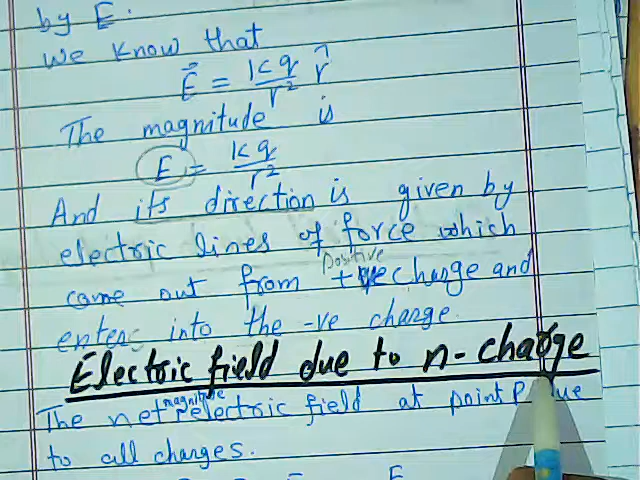 by E.
We know that
E⃗ = Kq/r² r̂
The magnitude is
E = Kq/r²
And its direction is given by
electric lines of force which
came out from positive +ve charge and
enters into the -ve charge.
Electric field due to n-charge
The net magnitude electric field at point P due
to all charges.